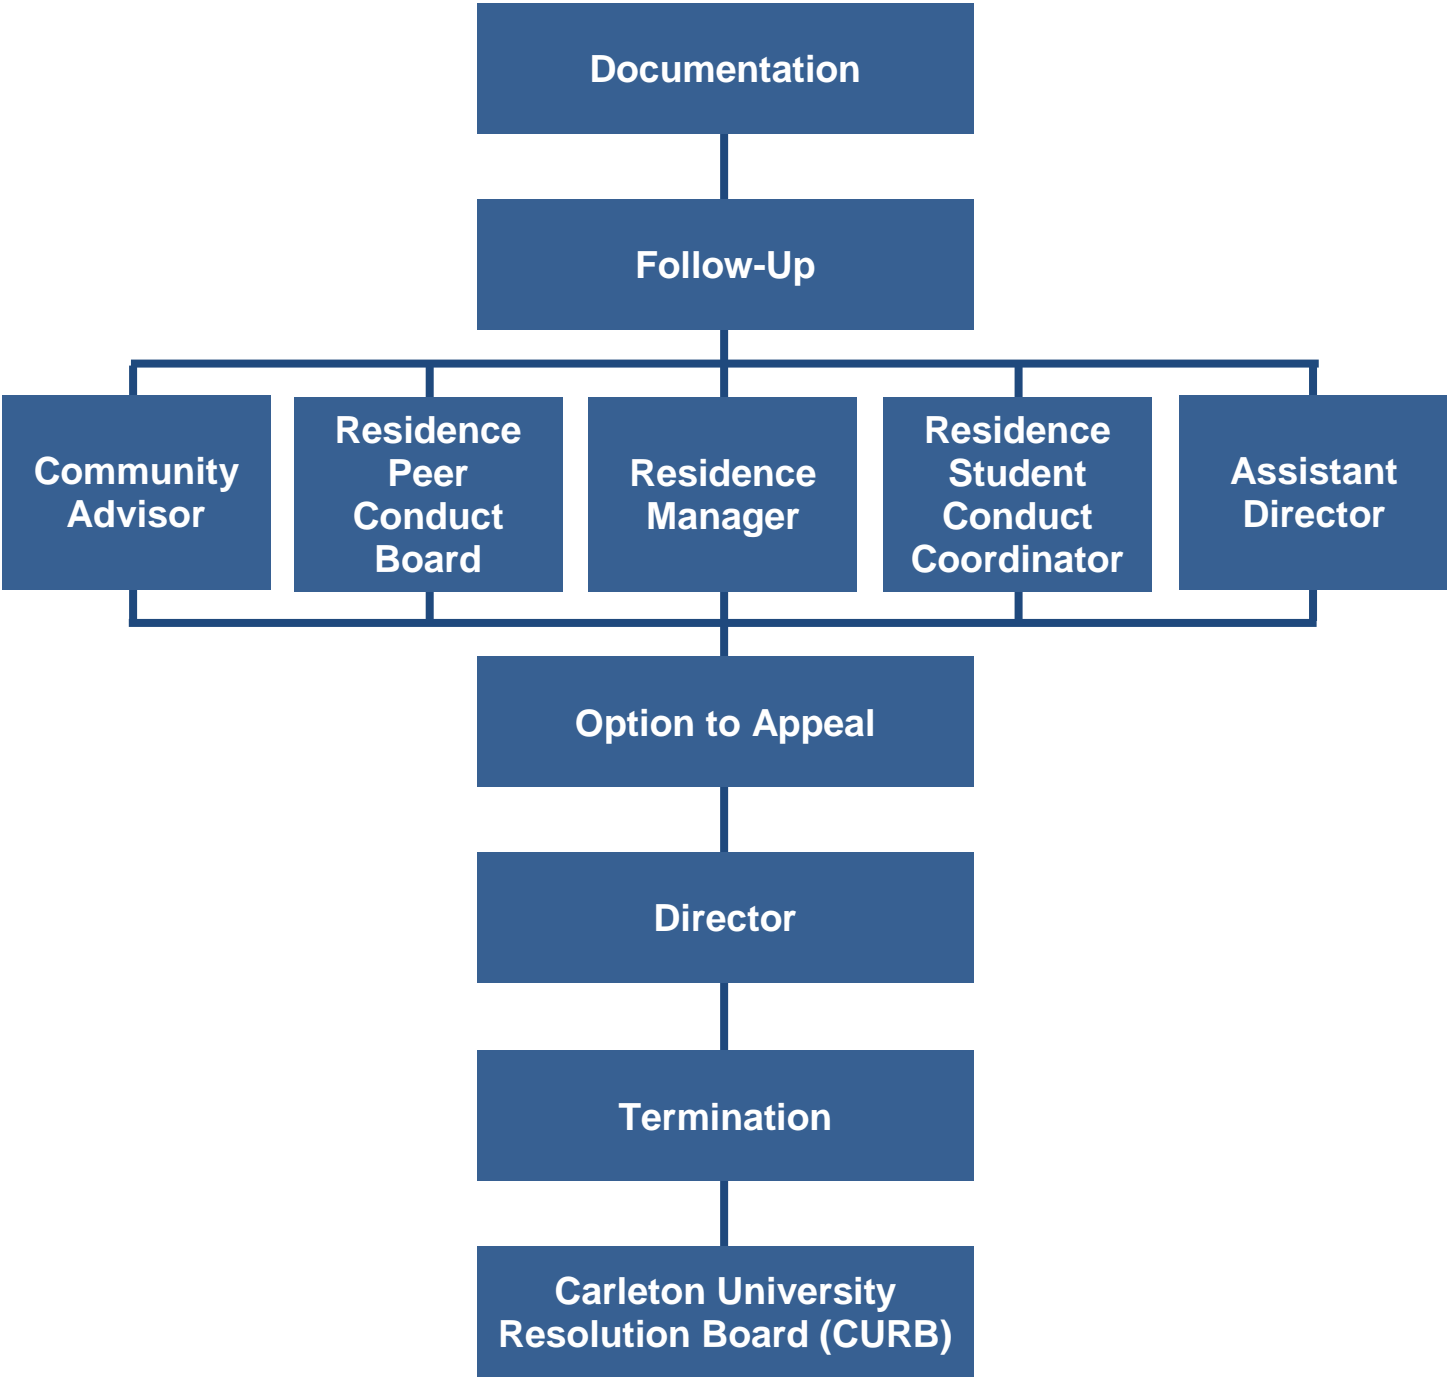 Documentation
Follow-Up
Community
Advisor
Residence
Peer
Conduct
Board
Residence
Manager
Residence
Student
Conduct
Coordinator
Assistant
Director
Option to Appeal
Director
Termination
Carleton University
Resolution Board (CURB)